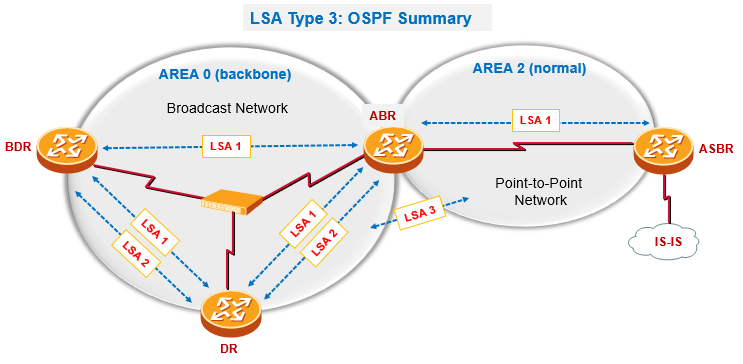 LSA Type 3: OSPF Summary
AREA 0 (backbone)
AREA 2 (normal)
Broadcast Network
ABR
LSA 1
BDR
LSA 1
ASBR
Point-to-Point
Network
LSA 1
LSA 2
LSA 1
LSA 2
LSA 3
IS-IS
DR